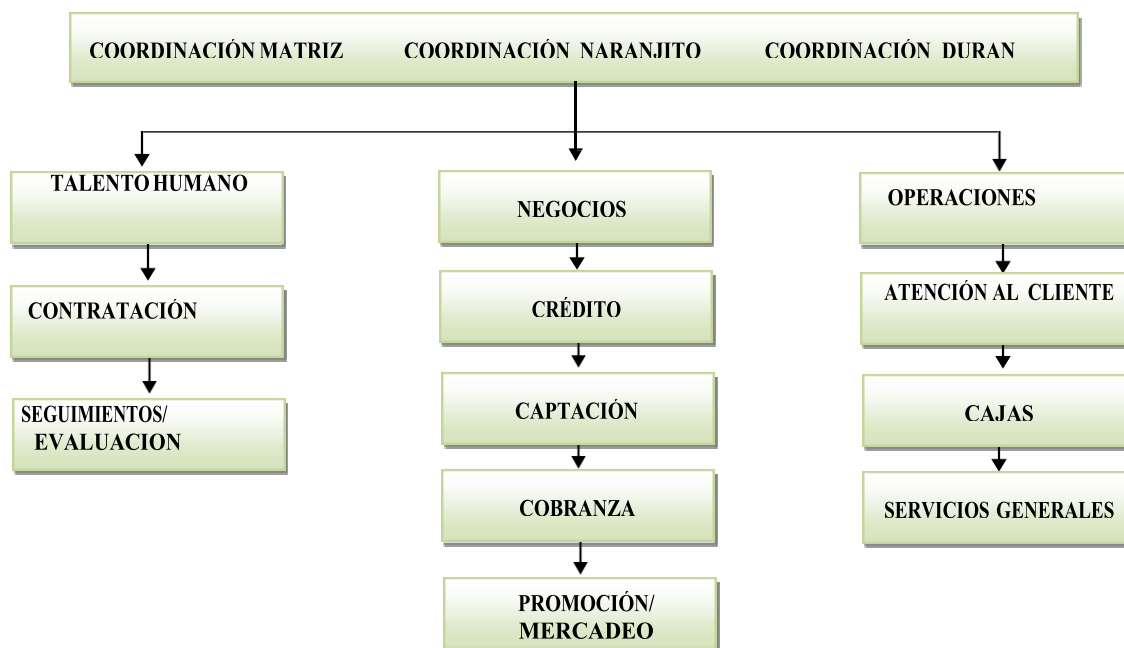 COORDINACIÓN MATRIZ COORDINACIÓN NARANJITO COORDINACIÓN DURAN
TALENTO HUMANO
CONTRATACIÓN
SEGUIMIENTOS/
EVALUACION
NEGOCIOS
CRÉDITO
CAPTACIÓN
COBRANZA
PROMOCIÓN/
MERCADEO
OPERACIONES
ATENCIÓN AL CLIENTE
CAJAS
SERVICIOS GENERALES